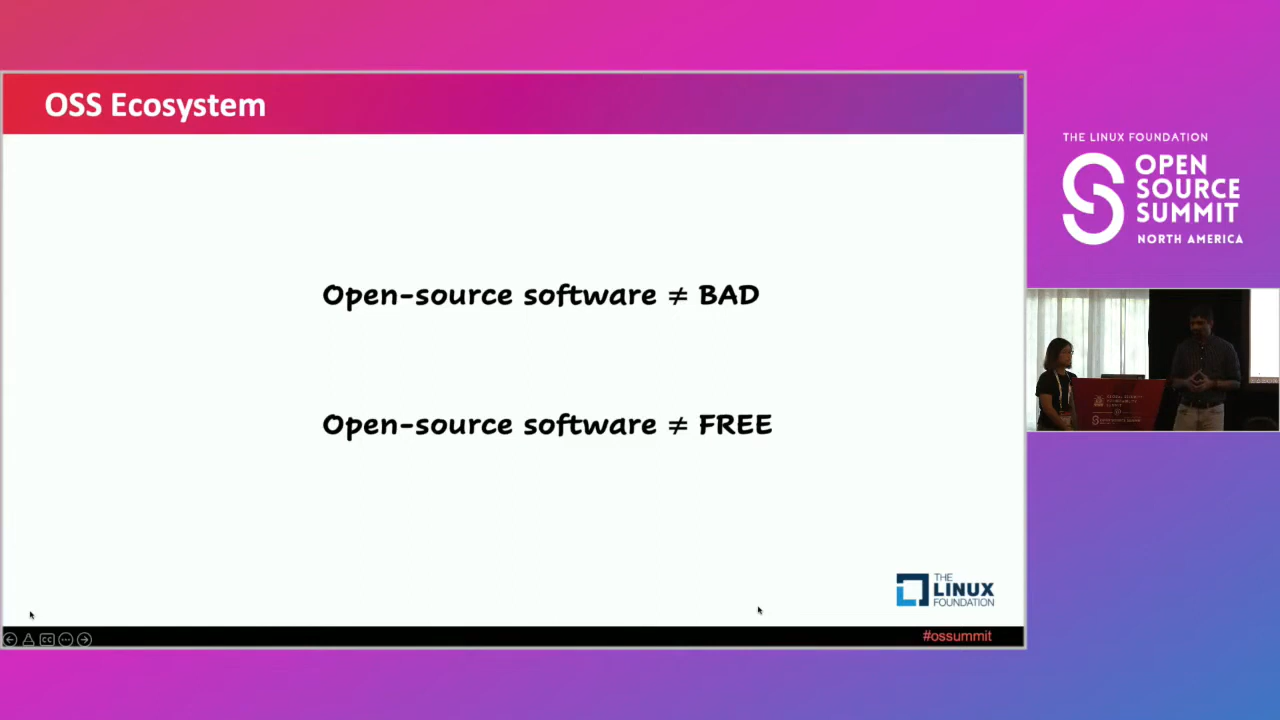 OSS Ecosystem
Open-source software ≠ BAD
Open-source software ≠ FREE
THE
LINUX
FOUNDATION
#ossummit
THE LINUX FOUNDATION
OPEN
SOURCE
SUMMIT
NORTH AMERICA